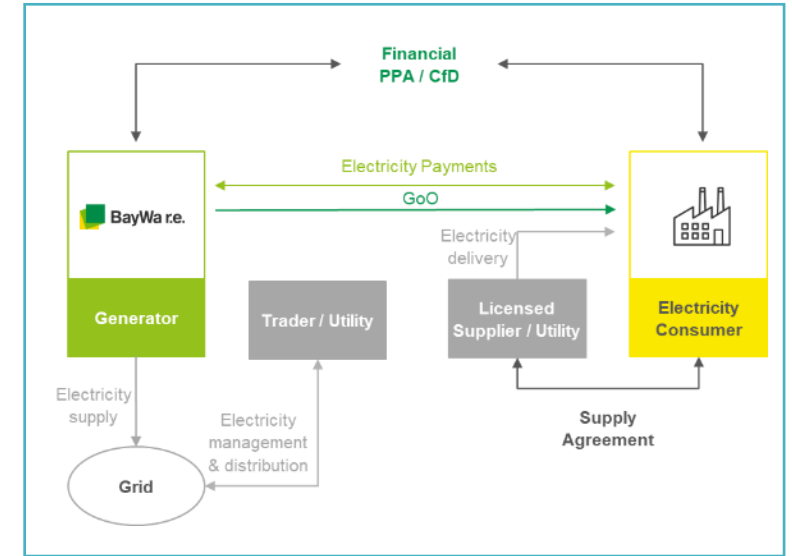 Financial
PPA / CfD
Electricity Payments
GoO
BayWa r.e.
Electricity
delivery
Generator
Trader / Utility
Licensed
Supplier / Utility
Electricity
Consumer
Electricity
supply
Electricity
management
& distribution
Supply
Agreement
Grid